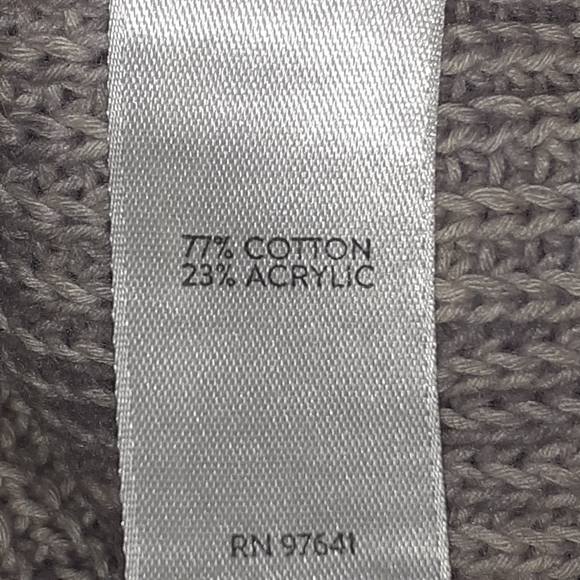 77% COTTON
23% ACRYLIC
RN 97641